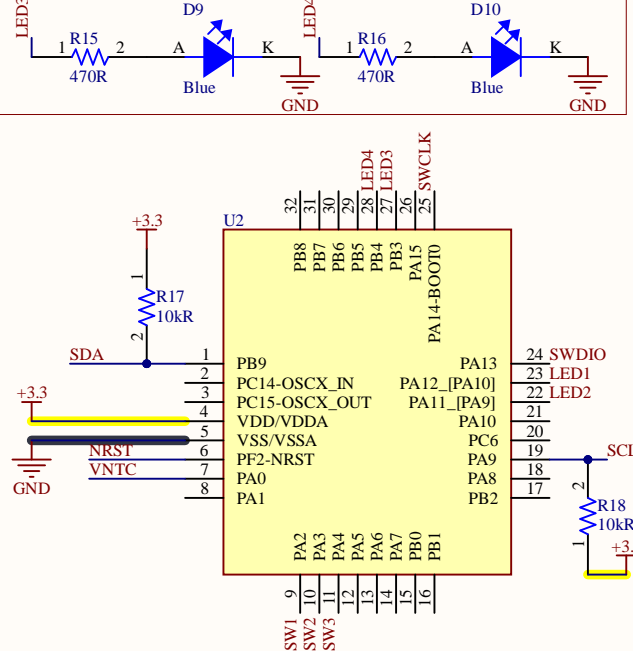 LED3
D9
R15
1
2
A
K
470R
Blue
GND
LED4
D10
R16
1
2
A
K
470R
Blue
GND
U2
32
31
30
29
28
27
26
25
LED4
LED3
SWCLK
PB8
PB7
PB6
PB5
PB4
PB3
PA15
PA14-BOOT0
+3.3
1
R17
10kR
2
SDA
1
PB9
2
PC14-OSCX_IN
3
PC15-OSCX_OUT
+3.3
4
VDD/VDDA
5
VSS/VSSA
GND
NRST
6
PF2-NRST
VNTC
7
PA0
8
PA1
PA13
24
SWDIO
PA12_[PA10]
23
LED1
PA11_[PA9]
22
LED2
PA10
21
PC6
20
PA9
19
PA8
18
PB2
17
2
R18
10kR
1
PA2
PA3
PA4
PA5
PA6
PA7
PB0
PB1
9
10
11
12
13
14
15
16
SW1
SW2
SW3